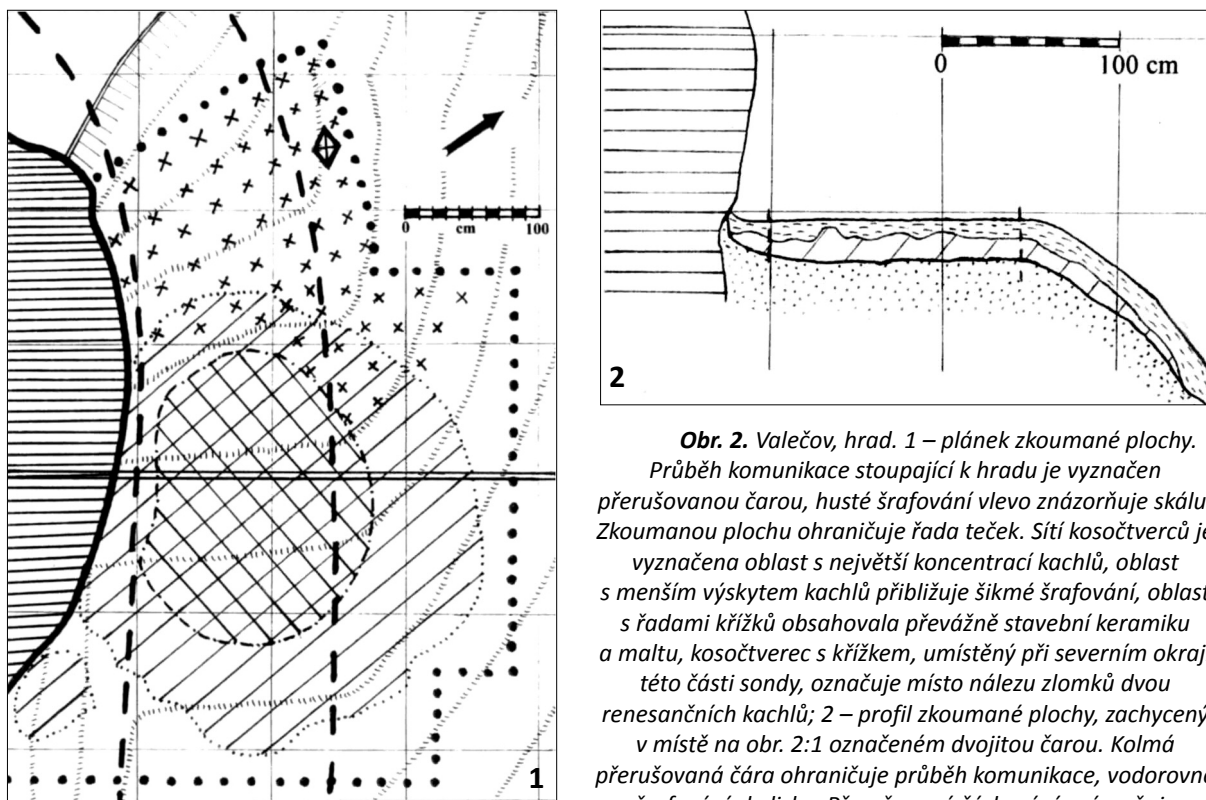 0 cm 100
1
0 100 cm
2
Obr. 2. Valečov, hrad. 1 – plánek zkoumané plochy.
Průběh komunikace stoupající k hradu je vyznačen
přerušovanou čarou, husté šrafování vlevo znázorňuje skálu
Zkoumanou plochu ohraničuje řada teček. Sítí kosočtverců je
vyznačena oblast s největší koncentrací kachlů, oblast
s menším výskytem kachlů přibližuje šikmé šrafování, oblast
s řadami křížků obsahovala převážně stavební keramiku
a maltu, kosočtverec s křížkem, umístěný při severním okraj
této části sondy, označuje místo nálezu zlomků dvou
renesančních kachlů; 2 – profil zkoumané plochy, zachycený
v místě na obr. 2:1 označeném dvojitou čarou. Kolmá
přerušovaná čára ohraničuje průběh komunikace, vodorovné